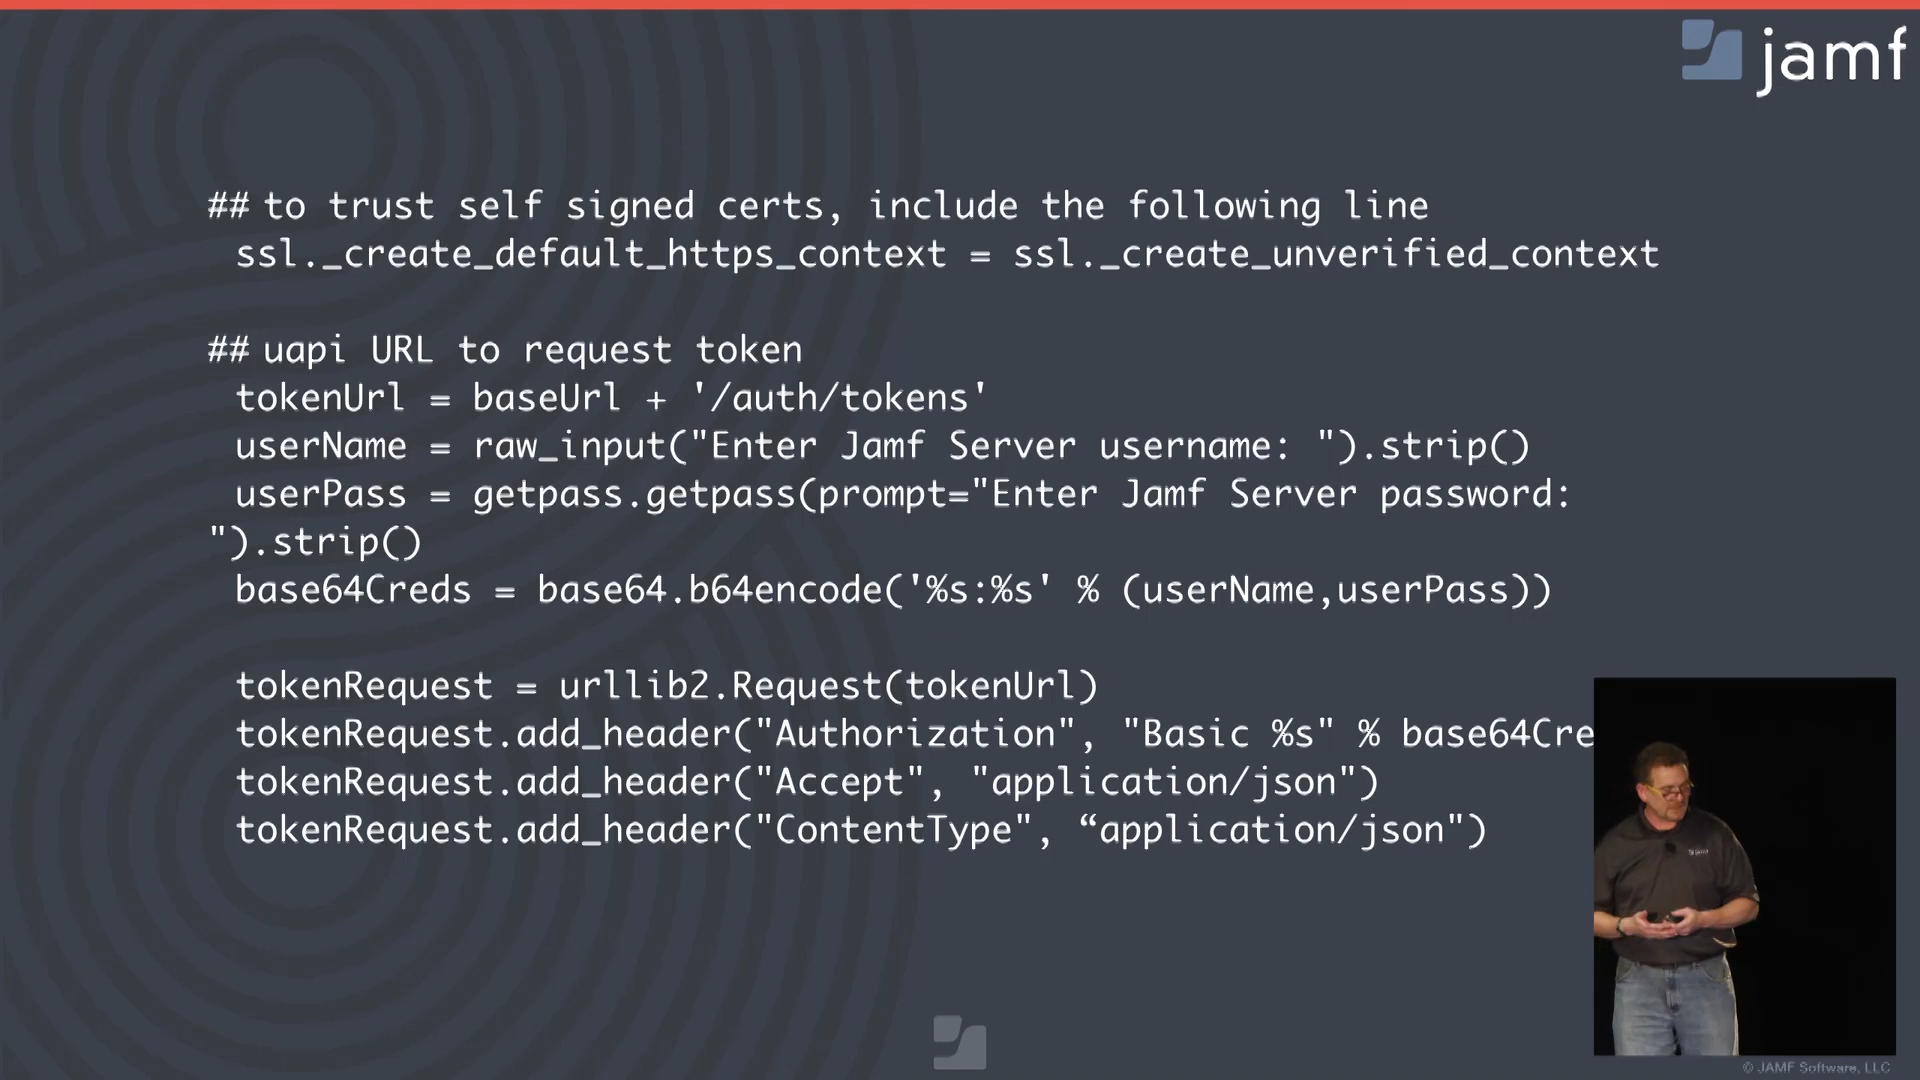 jamf
## to trust self signed certs, include the following line
ssl._create_default_https_context = ssl._create_unverified_context
## uapi URL to request token
tokenUrl = baseUrl + '/auth/tokens'
userName = raw_input("Enter Jamf Server username: ").strip()
userPass = getpass.getpass(prompt="Enter Jamf Server password:
").strip()
base64Creds = base64.b64encode('%s:%s' % (userName,userPass))
tokenRequest = urllib2.Request(tokenUrl)
tokenRequest.add_header("Authorization", "Basic %s" % base64Cre
tokenRequest.add_header("Accept", "application/json")
tokenRequest.add_header("ContentType", “application/json")
© JAMF Software, LLC